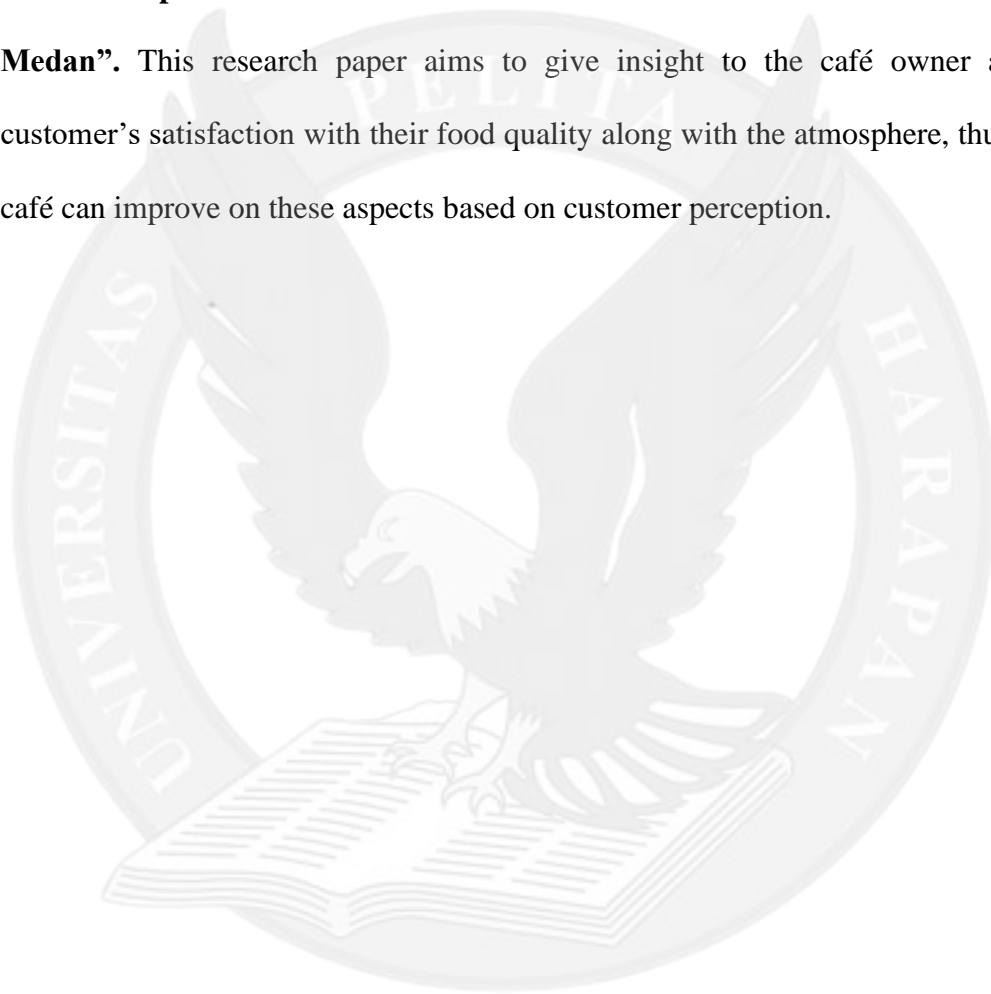 Medan”. This research paper aims to give insight to the café owner
customer’s satisfaction with their food quality along with the atmosphere,
café can improve on these aspects based on customer perception.
UNIVERSITAS PELITA HARAPAN